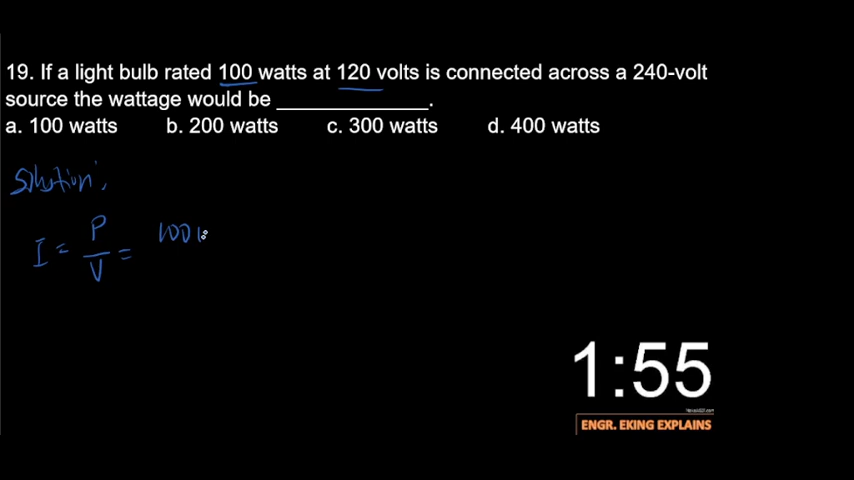 19. If a light bulb rated 100 watts at 120 volts is connected across a 240-volt
source the wattage would be ______________.
a. 100 watts b. 200 watts c. 300 watts d. 400 watts
Solution:
I = P/V = 100
1:55
ENGR. EKING EXPLAINS